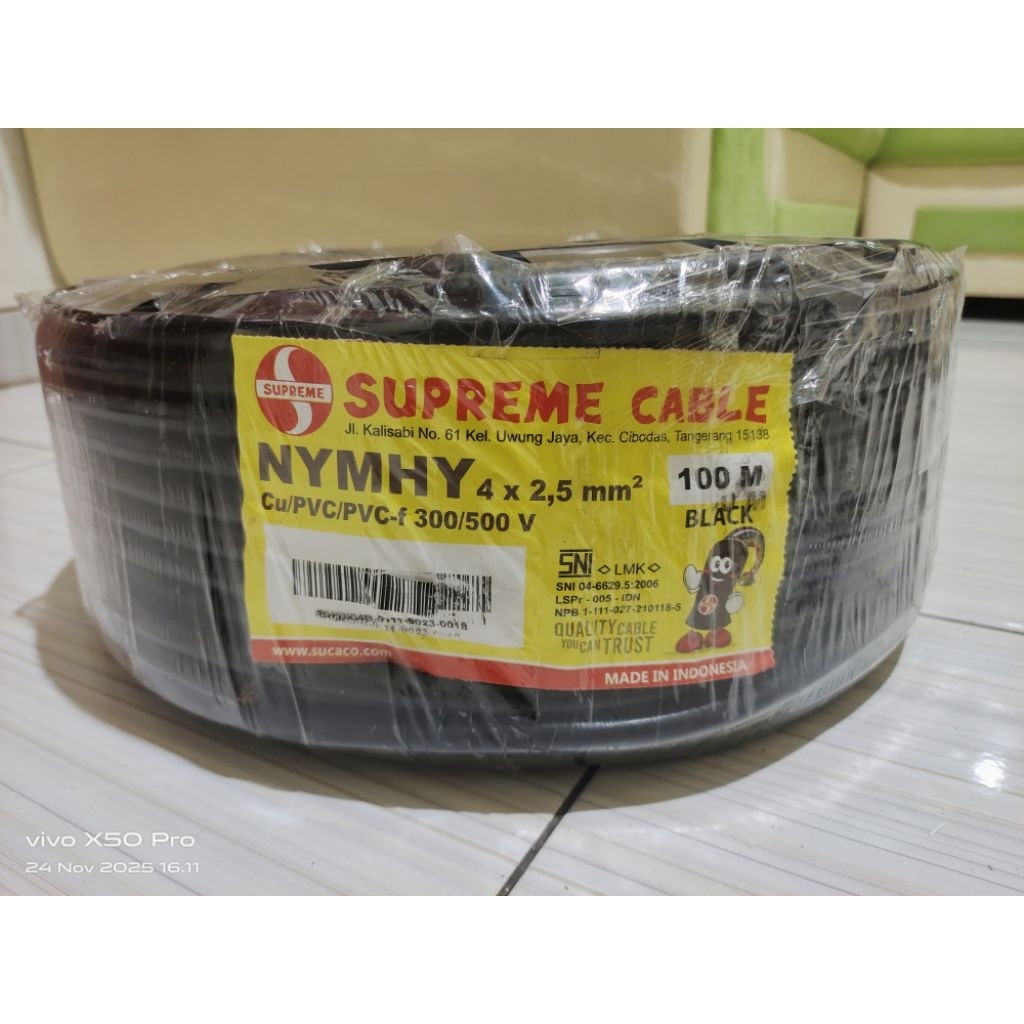 SUPREME
SUPREME CABLE
Jl. Kalisabi No. 61 Kel. Uwung Jaya, Kec. Cibodas, Tangerang 15138
NYMHY 4 x 2,5 mm²
100 M
Cu/PVC/PVC-f 300/500 V
BLACK
SNI LMK
SNI 04-6629.5:2006
LSPr - 005 - IDN
NPB 1-111-027-210118-5
QUALITY CABLE
YOU CAN TRUST
www.sucaco.com
MADE IN INDONESIA
vivo X50 Pro
24 Nov 2025 16.11